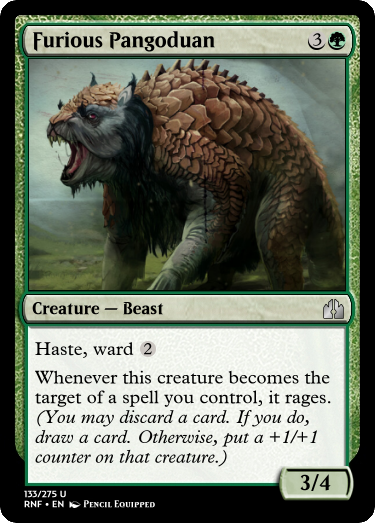 Furious Pangoduan 3
Creature — Beast
Haste, ward 2
Whenever this creature becomes the
target of a spell you control, it rages.
(You may discard a card. If you do,
draw a card. Otherwise, put a +1/+1
counter on that creature.)
3/4
133/275 U
RNF • EN Pencil Equipped